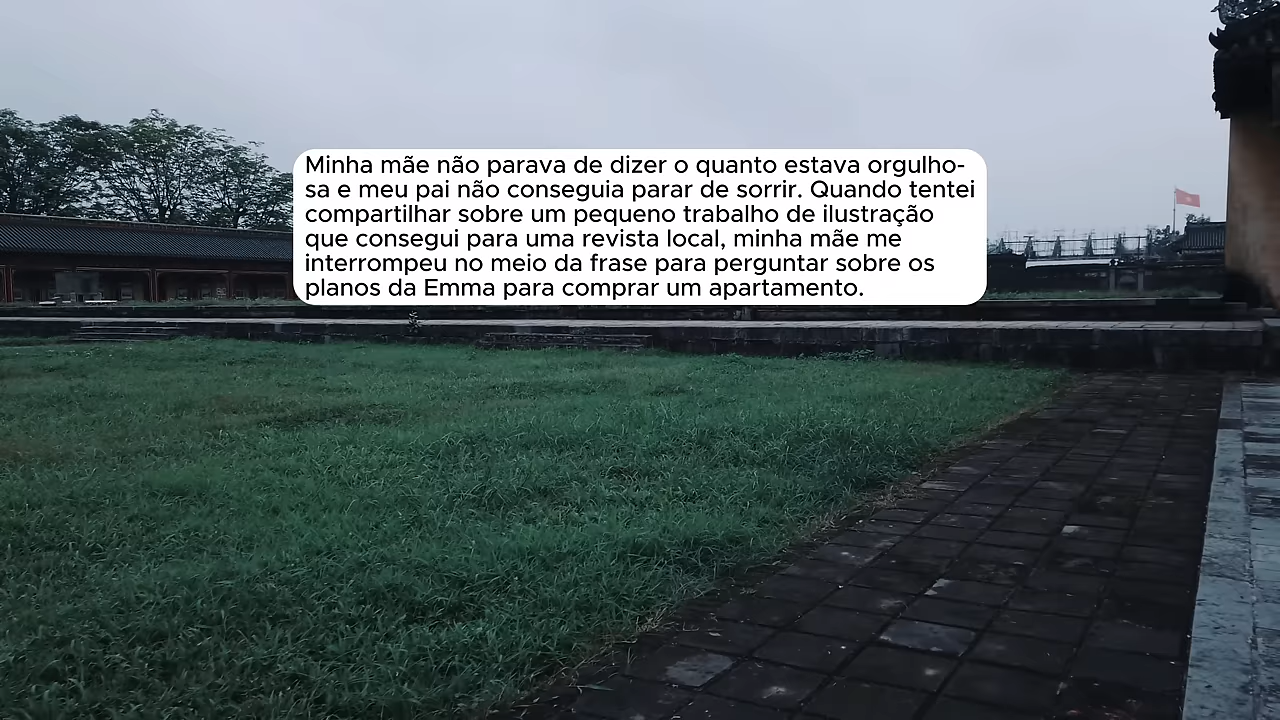 Minha mãe não parava de dizer o quanto estava orgulho-
sa e meu pai não conseguia parar de sorrir. Quando tentei
compartilhar sobre um pequeno trabalho de ilustração
que consegui para uma revista local, minha mãe me
interrompeu no meio da frase para perguntar sobre os
planos da Emma para comprar um apartamento.